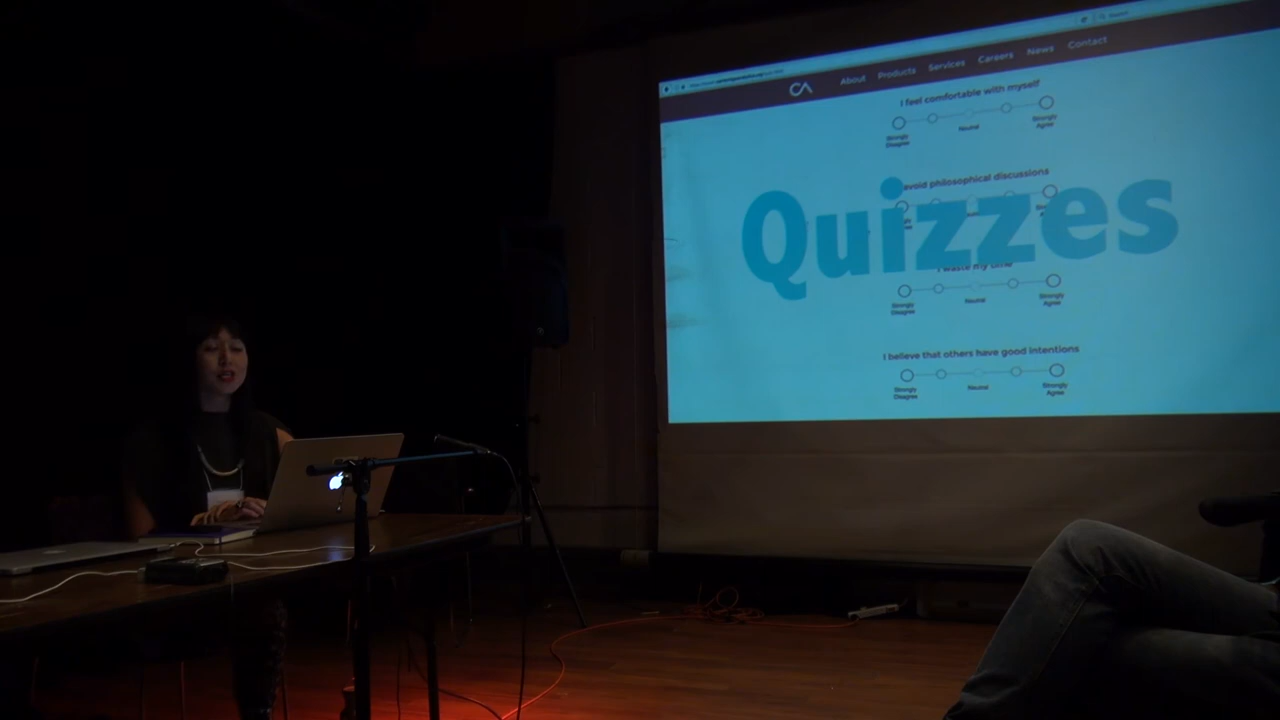 CA About Products Services Careers News Contact
I feel comfortable with myself
Strongly Disagree Neutral Strongly Agree
avoid philosophical discussions
Quizzes
I waste my time
Strongly Disagree Neutral Strongly Agree
I believe that others have good intentions
Strongly Disagree Neutral Strongly Agree